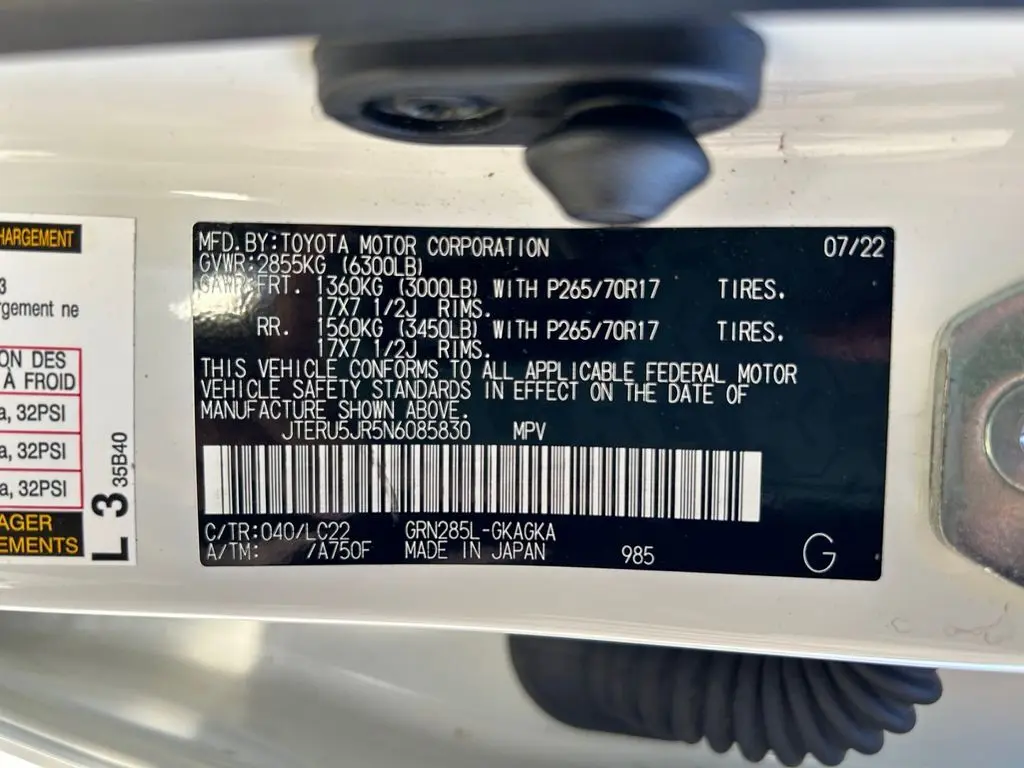 HARGEMENT
3
rgement ne
ON DES
À FROID
a, 32PSI
a, 32PSI
a, 32PSI
AGER
EMENTS
L 3 35B40
MFD.BY:TOYOTA MOTOR CORPORATION 07/22
GVWR:2855KG (6300LB)
GAWR:FRT. 1360KG (3000LB) WITH P265/70R17 TIRES.
17X7 1/2J RIMS.
RR. 1560KG (3450LB) WITH P265/70R17 TIRES.
17X7 1/2J RIMS.
THIS VEHICLE CONFORMS TO ALL APPLICABLE FEDERAL MOTOR
VEHICLE SAFETY STANDARDS IN EFFECT ON THE DATE OF
MANUFACTURE SHOWN ABOVE.
JTERU5JR5N6085830 MPV
C/TR:040/LC22 GRN285L-GKAGKA
A/TM: /A750F MADE IN JAPAN 985 G